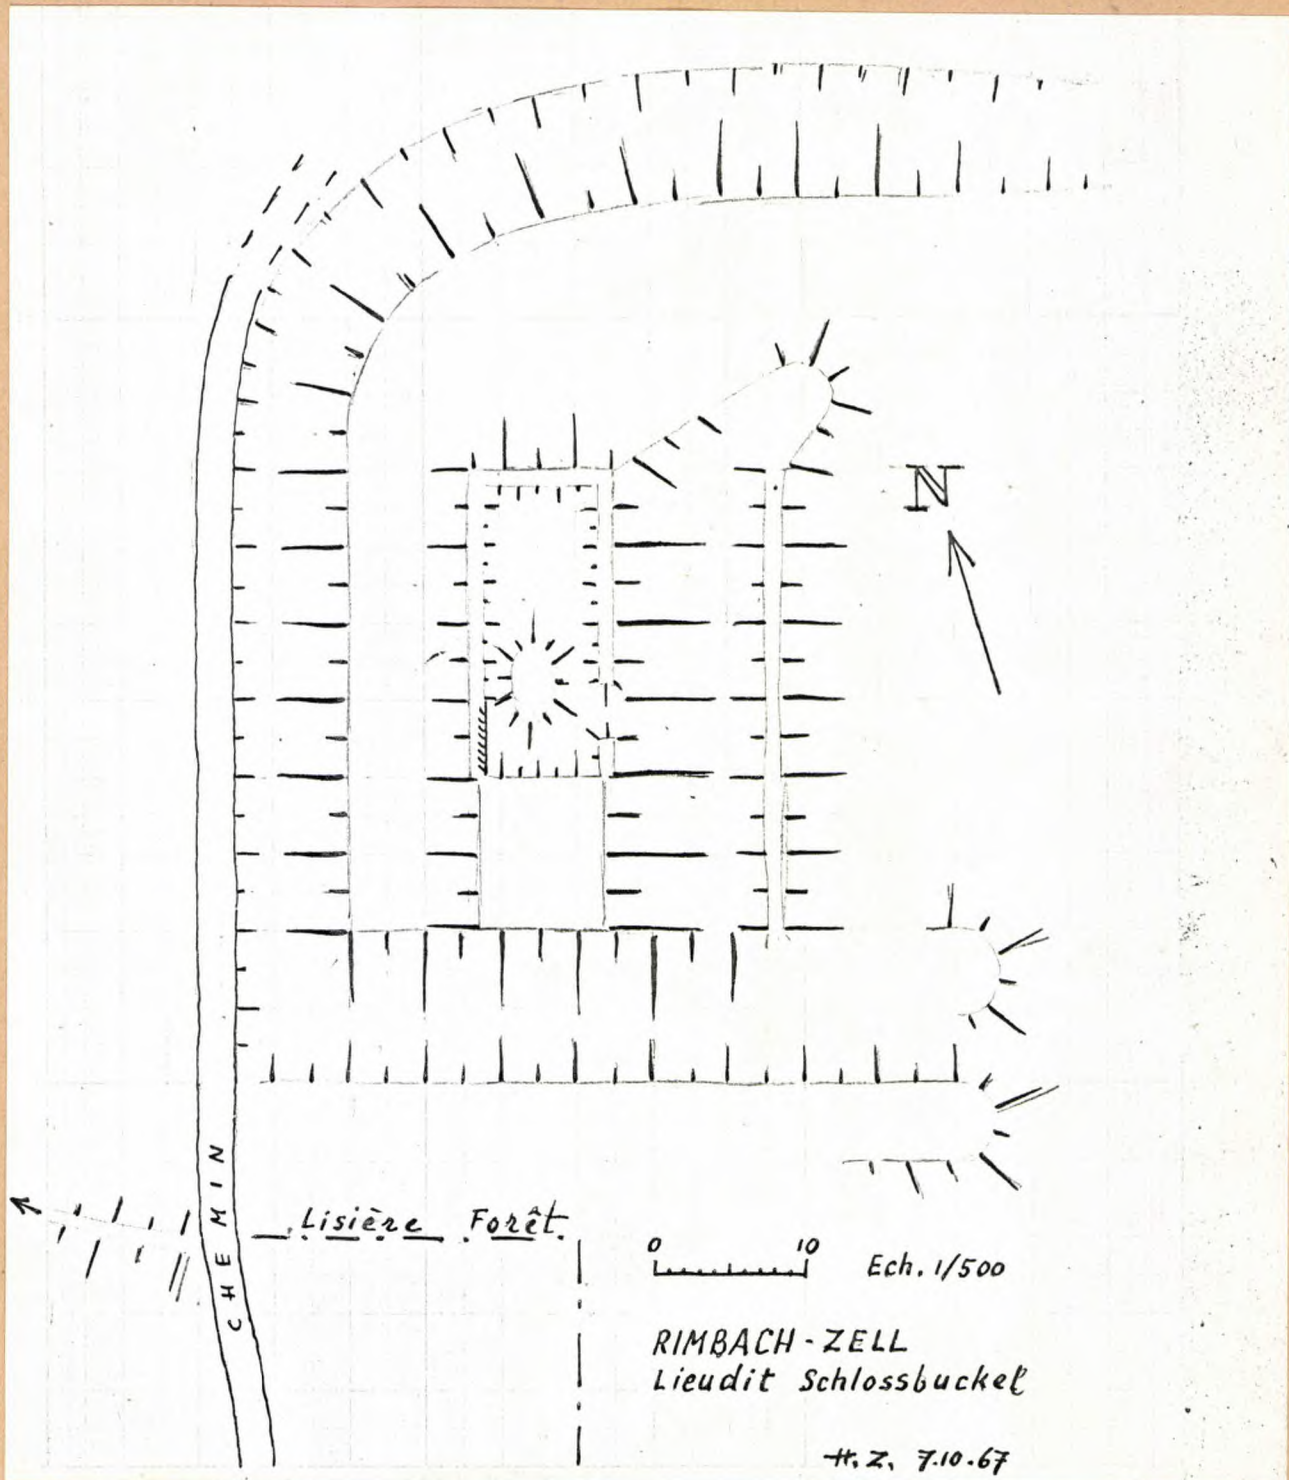 N
CHEMIN
Lisière Forêt
0 10
Ech. 1/500
RIMBACH - ZELL
Lieudit Schlossbuckel
H. Z. 7.10.67